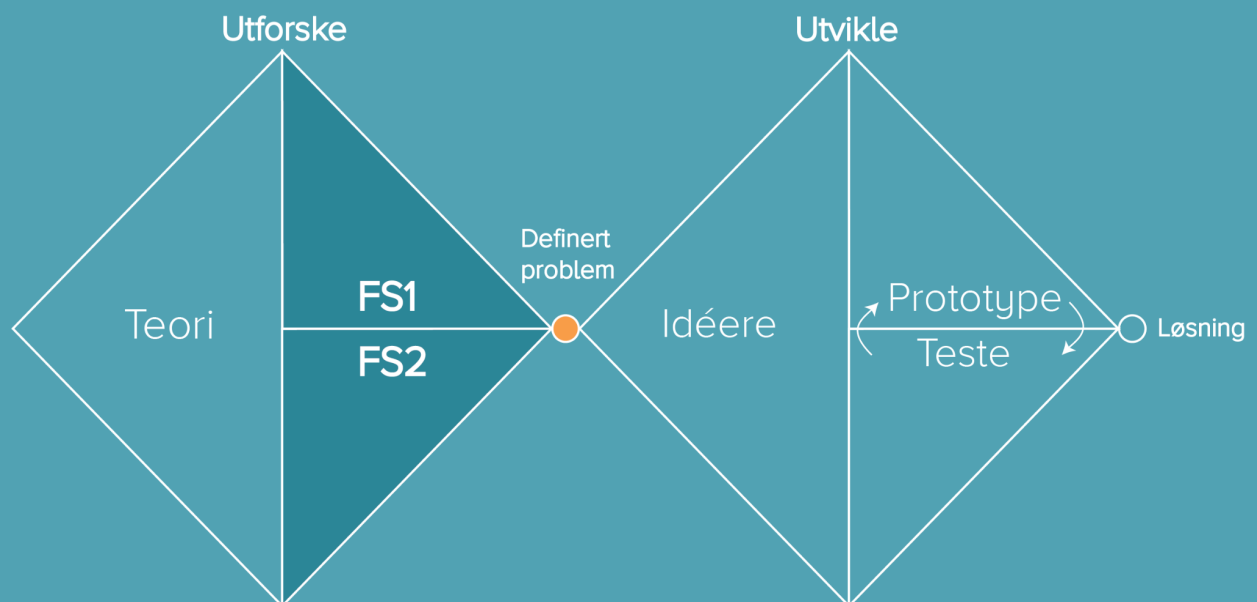 Utforske
Utvikle
Definert
problem
FS1
FS2
Teori
Idéere
Prototype
Teste
Løsning